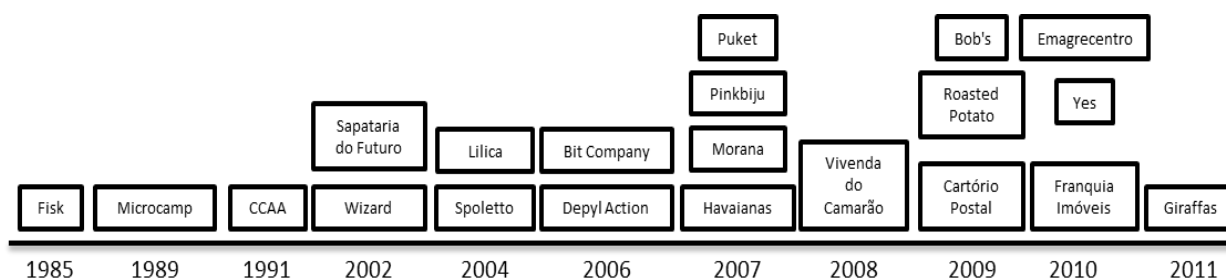 Puket
Bob's
Emagrecentro
Pinkbiju
Roasted
Potato
Yes
Sapataria
do Futuro
Lilica
Bit Company
Morana
Vivenda
do
Camarão
Fisk
Microcamp
CCAA
Wizard
Spoletto
Depyl Action
Havaianas
Cartório
Postal
Franquia
Imóveis
Giraffas
1985
1989
1991
2002
2004
2006
2007
2008
2009
2010
2011